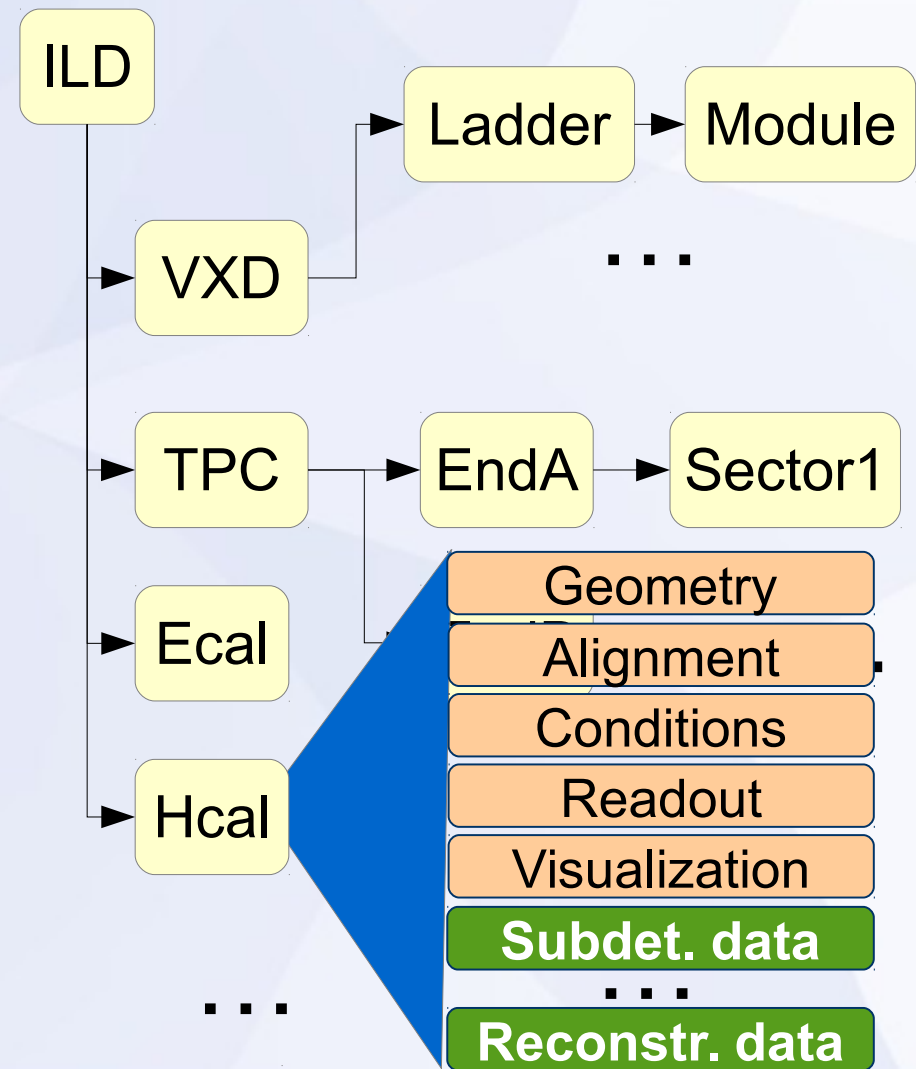 ILD
Ladder
Module
...
VXD
TPC
EndA
Sector1
Ecal
Geometry
Alignment
Conditions
Hcal
Readout
Visualization
Subdet. data
...
...
Reconstr. data